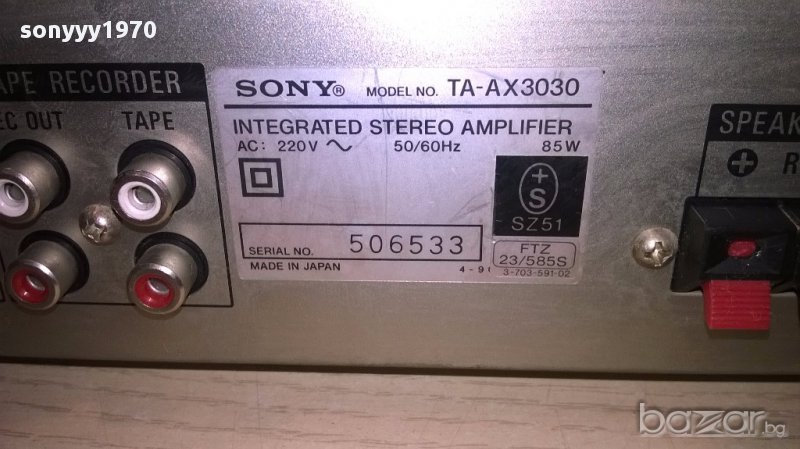 sonyyy1970
APE RECORDER
EC OUT TAPE
SONY® MODEL NO. TA-AX3030
INTEGRATED STEREO AMPLIFIER
AC: 220V 50/60Hz 85W
S
SZ51
SERIAL NO. 506533
FTZ
23/585S
MADE IN JAPAN 3-703-591-02
SPEAK
R
bazar.bg